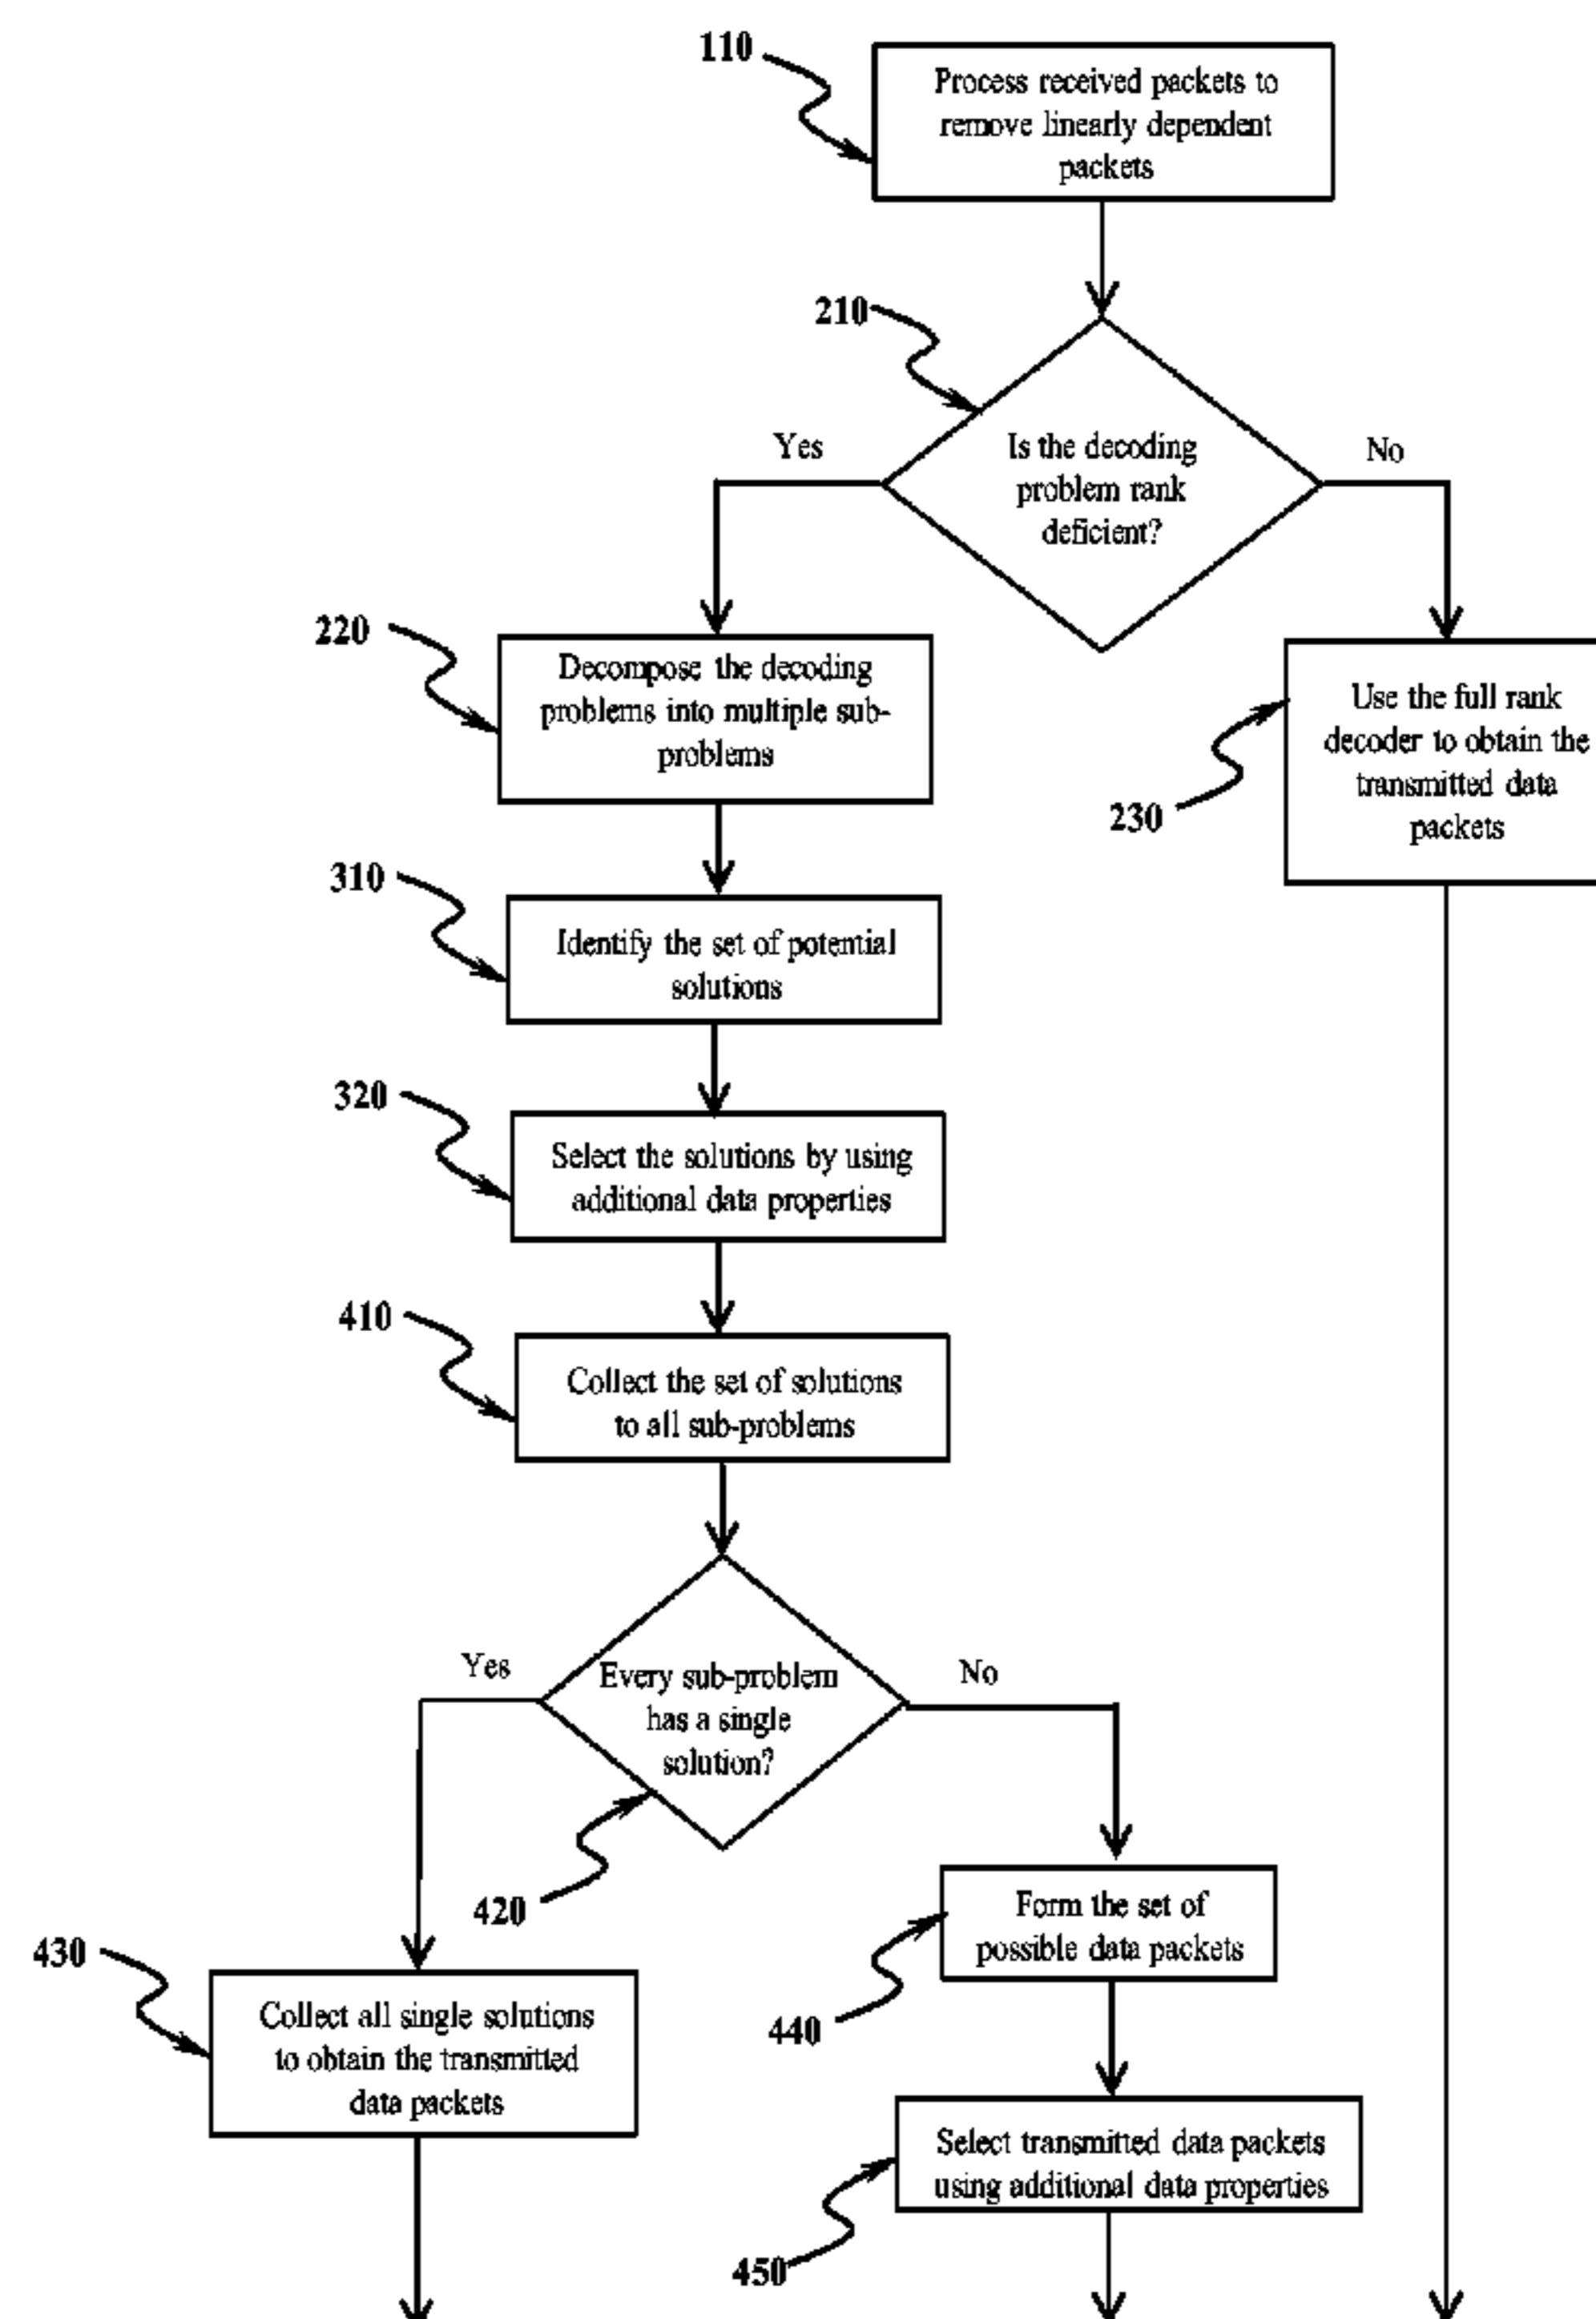 110
Process received packets to
remove linearly dependent
packets
210
Yes
Is the decoding
problem rank
deficient?
No
220
Decompose the decoding
problems into multiple sub-
problems
Use the full rank
decoder to obtain the
transmitted data
packets
230
310
Identify the set of potential
solutions
320
Select the solutions by using
additional data properties
410
Collect the set of solutions
to all sub-problems
Yes
Every sub-problem
has a single
solution?
No
420
430
Collect all single solutions
to obtain the transmitted
data packets
Form the set of
possible data packets
440
Select transmitted data packets
using additional data properties
450